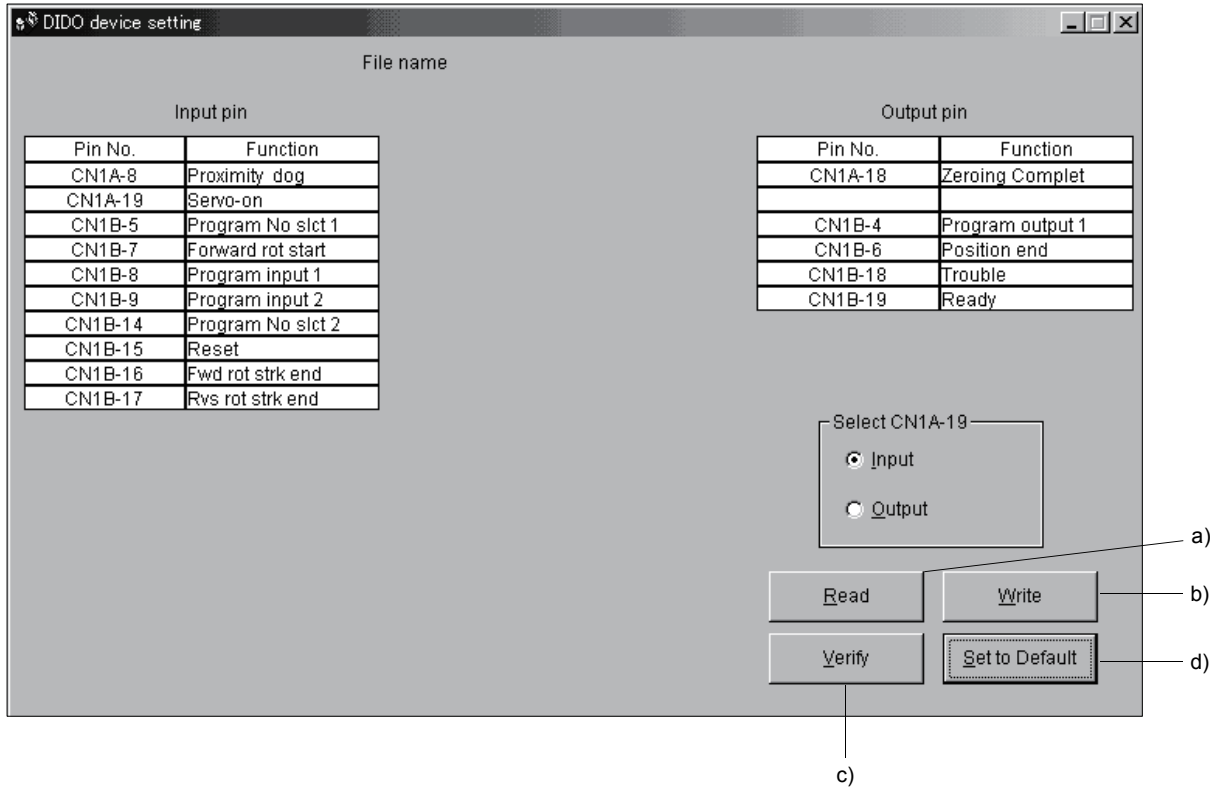 DIDO device setting
File name
Input pin
Pin No. Function
CN1A-8 Proximity dog
CN1A-19 Servo-on
CN1B-5 Program No slct 1
CN1B-7 Forward rot start
CN1B-8 Program input 1
CN1B-9 Program input 2
CN1B-14 Program No slct 2
CN1B-15 Reset
CN1B-16 Fwd rot strk end
CN1B-17 Rvs rot strk end
Output pin
Pin No. Function
CN1A-18 Zeroing Complet
CN1B-4 Program output 1
CN1B-6 Position end
CN1B-18 Trouble
CN1B-19 Ready
Select CN1A-19
Input
Output
a)
Read Write b)
Verify Set to Default d)
c)